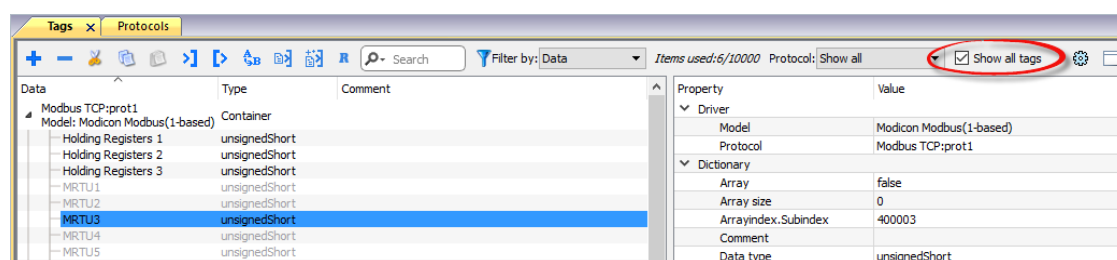 Tags x Protocols
A B R Search Filter by: Data Items used:6/10000 Protocol: Show all Show all tags
Data Type Comment Property Value
Modbus TCP:prot1
Model: Modicon Modbus(1-based) Container
Driver
Model Modicon Modbus(1-based)
Holding Registers 1 unsignedShort
Protocol Modbus TCP:prot1
Holding Registers 2 unsignedShort
Dictionary
Holding Registers 3 unsignedShort
Array false
MRTU1 unsignedShort
Array size 0
MRTU2 unsignedShort
Arrayindex.Subindex 400003
MRTU3 unsignedShort
Comment
MRTU4 unsignedShort
Data type unsignedShort
MRTU5 unsignedShort